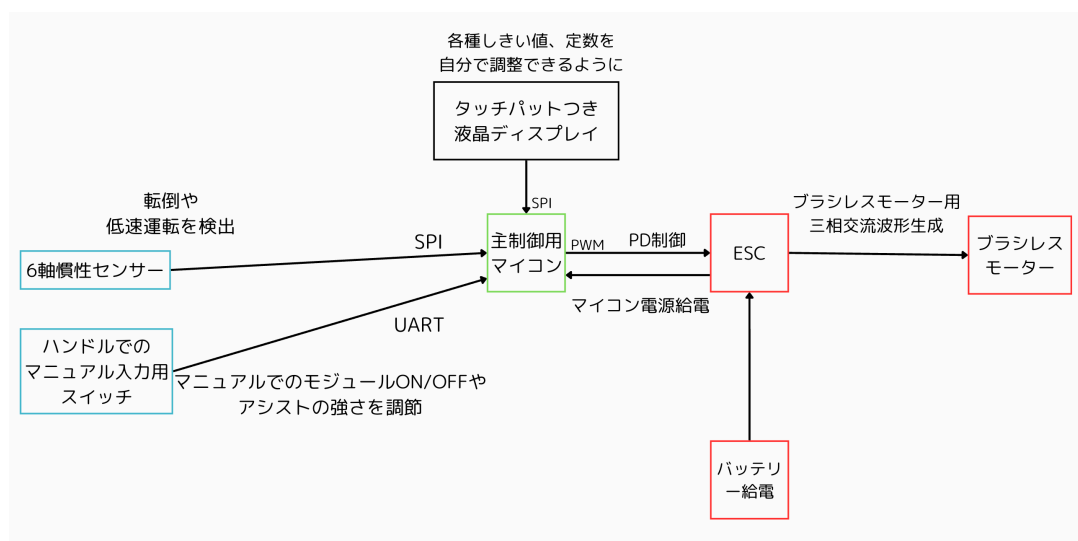 各種しきい値、定数を
自分で調整できるように
タッチパットつき
液晶ディスプレイ
SPI
転倒や
低速運転を検出
6軸慣性センサー
SPI
主制御用
マイコン
PWM
PD制御
ESC
ブラシレスモーター用
三相交流波形生成
ブラシレス
モーター
マイコン電源給電
UART
ハンドルでの
マニュアル入力用
スイッチ
マニュアルでのモジュールON/OFFや
アシストの強さを調節
バッテリ
ー給電